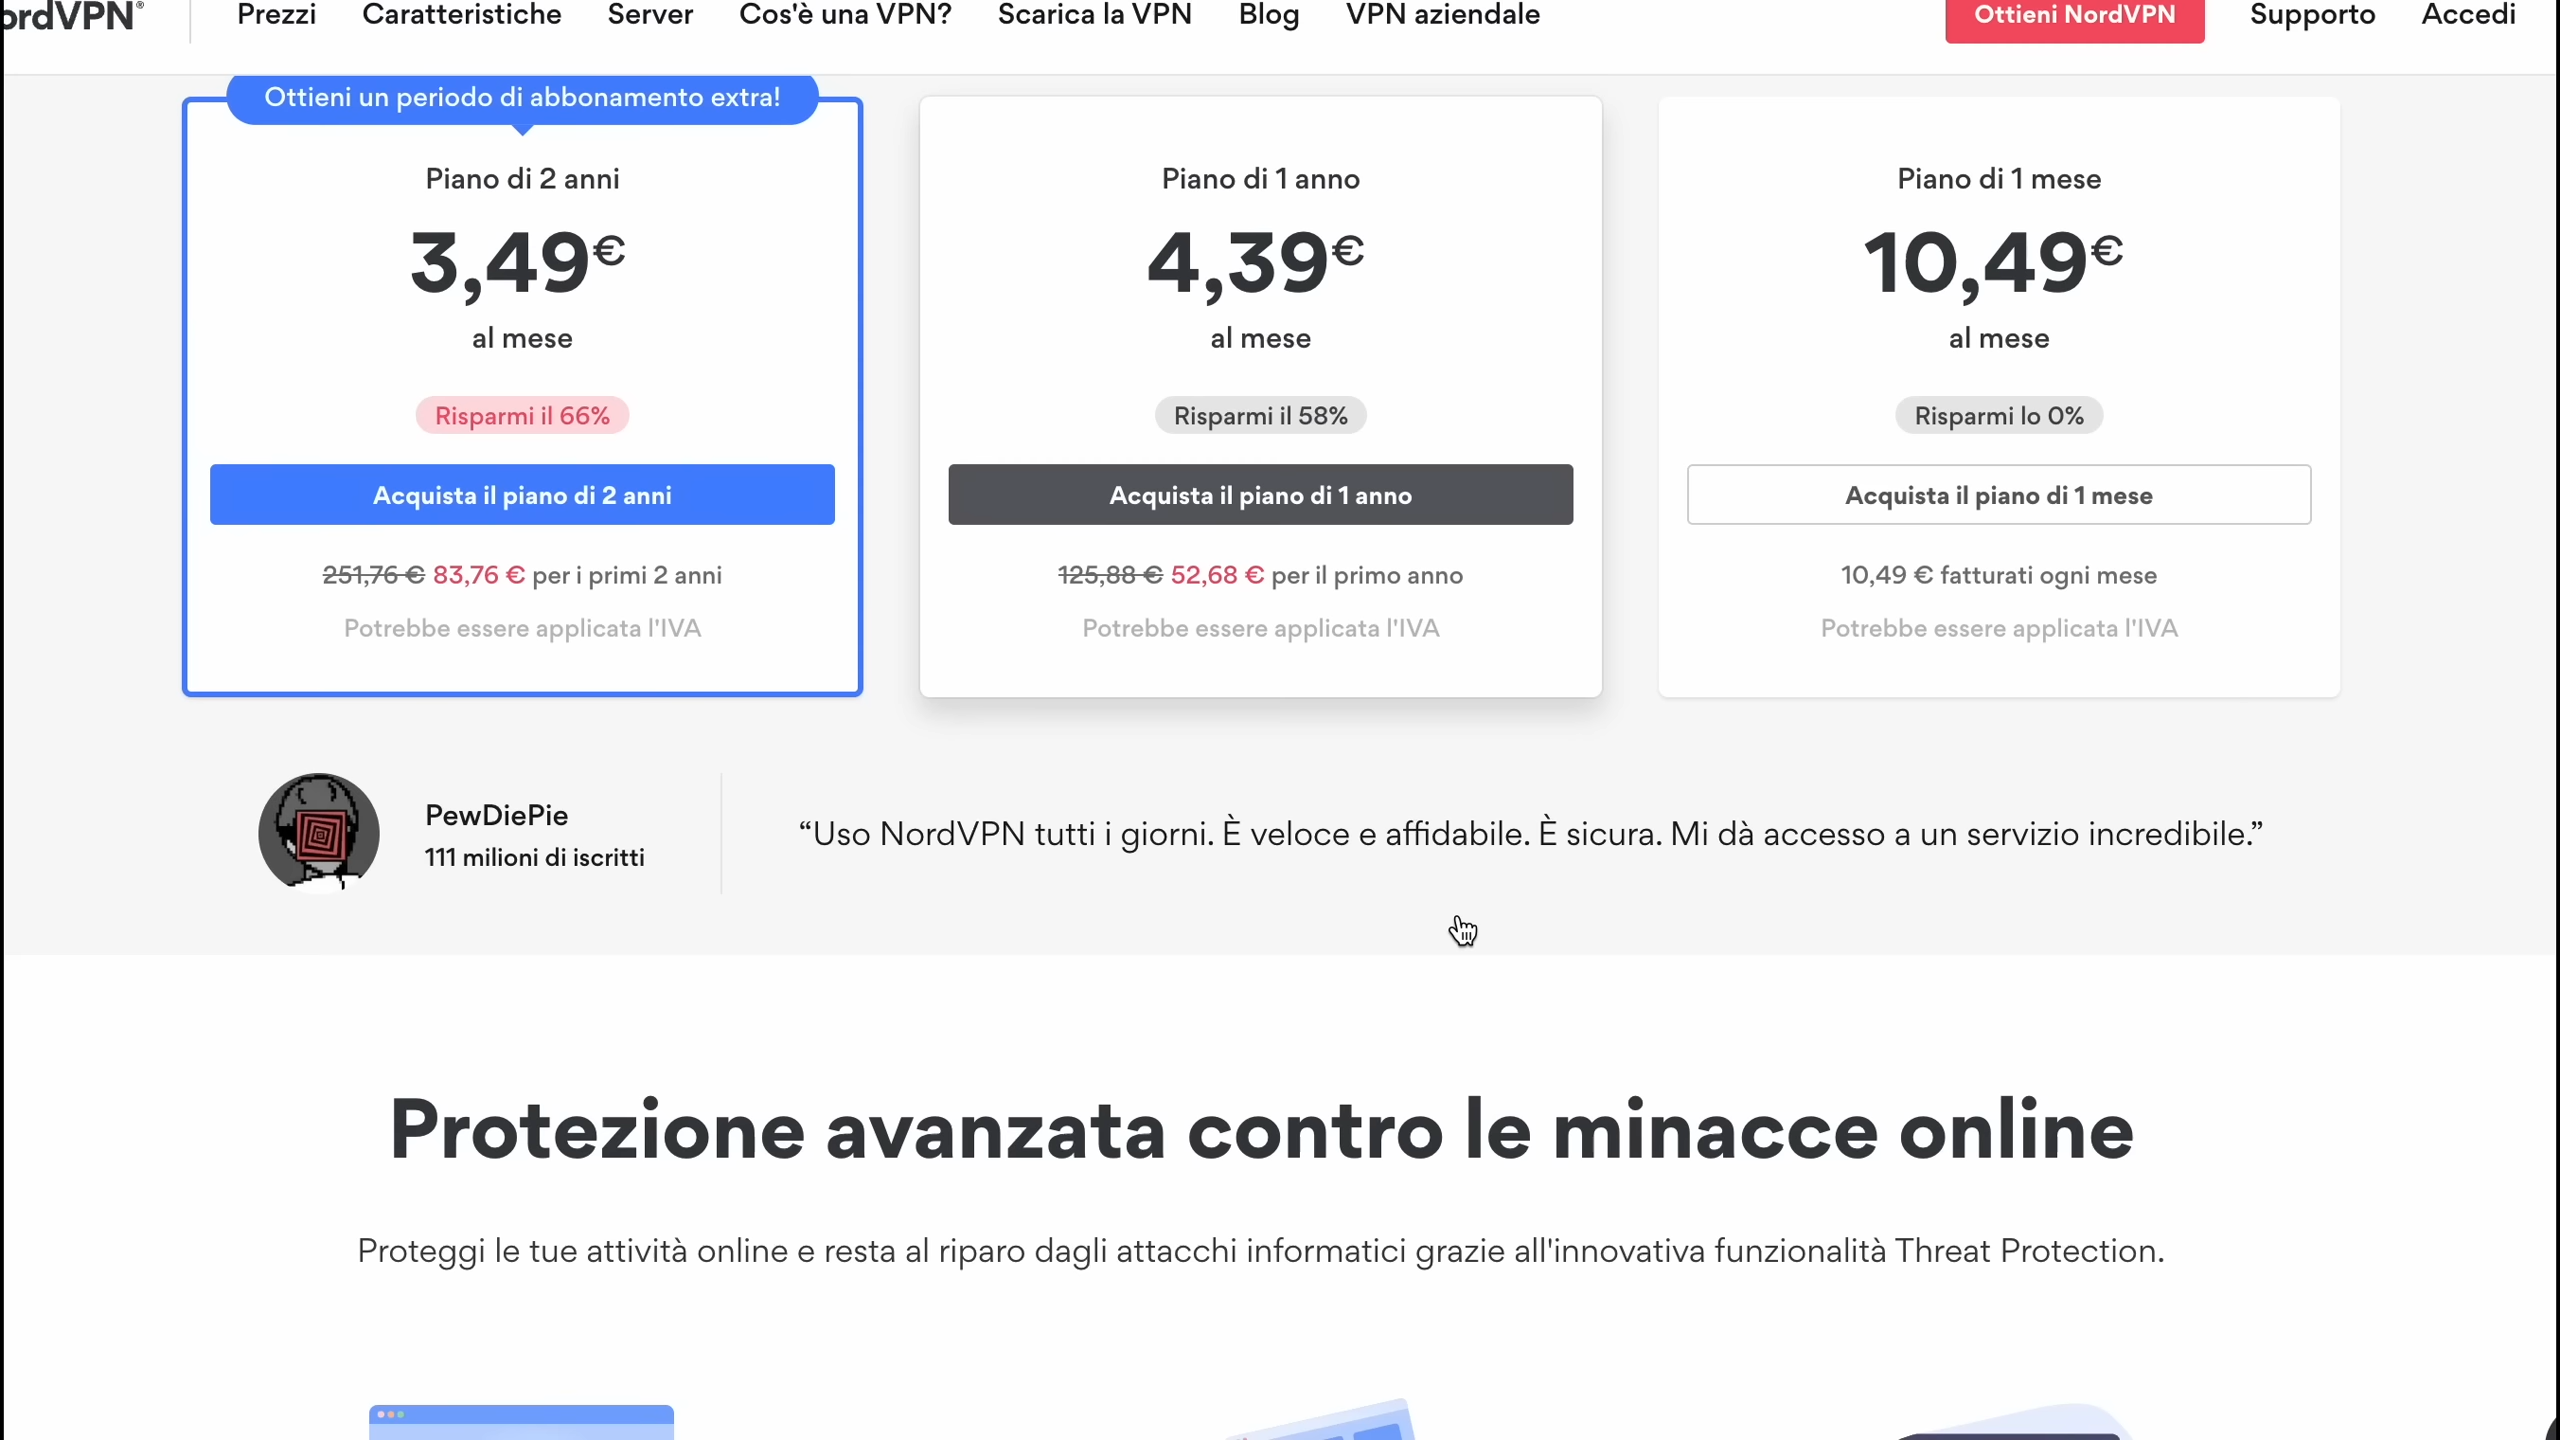 ordVPN®
Prezzi Caratteristiche Server Cos'è una VPN? Scarica la VPN Blog VPN aziendale Ottieni NordVPN Supporto Accedi
Ottieni un periodo di abbonamento extra!
Piano di 2 anni
3,49€
al mese
Risparmi il 66%
Acquista il piano di 2 anni
251,76 € 83,76 € per i primi 2 anni
Potrebbe essere applicata l'IVA
Piano di 1 anno
4,39€
al mese
Risparmi il 58%
Acquista il piano di 1 anno
125,88 € 52,68 € per il primo anno
Potrebbe essere applicata l'IVA
Piano di 1 mese
10,49€
al mese
Risparmi lo 0%
Acquista il piano di 1 mese
10,49 € fatturati ogni mese
Potrebbe essere applicata l'IVA
PewDiePie
111 milioni di iscritti
“Uso NordVPN tutti i giorni. È veloce e affidabile. È sicura. Mi dà accesso a un servizio incredibile.”
Protezione avanzata contro le minacce online
Proteggi le tue attività online e resta al riparo dagli attacchi informatici grazie all'innovativa funzionalità Threat Protection.